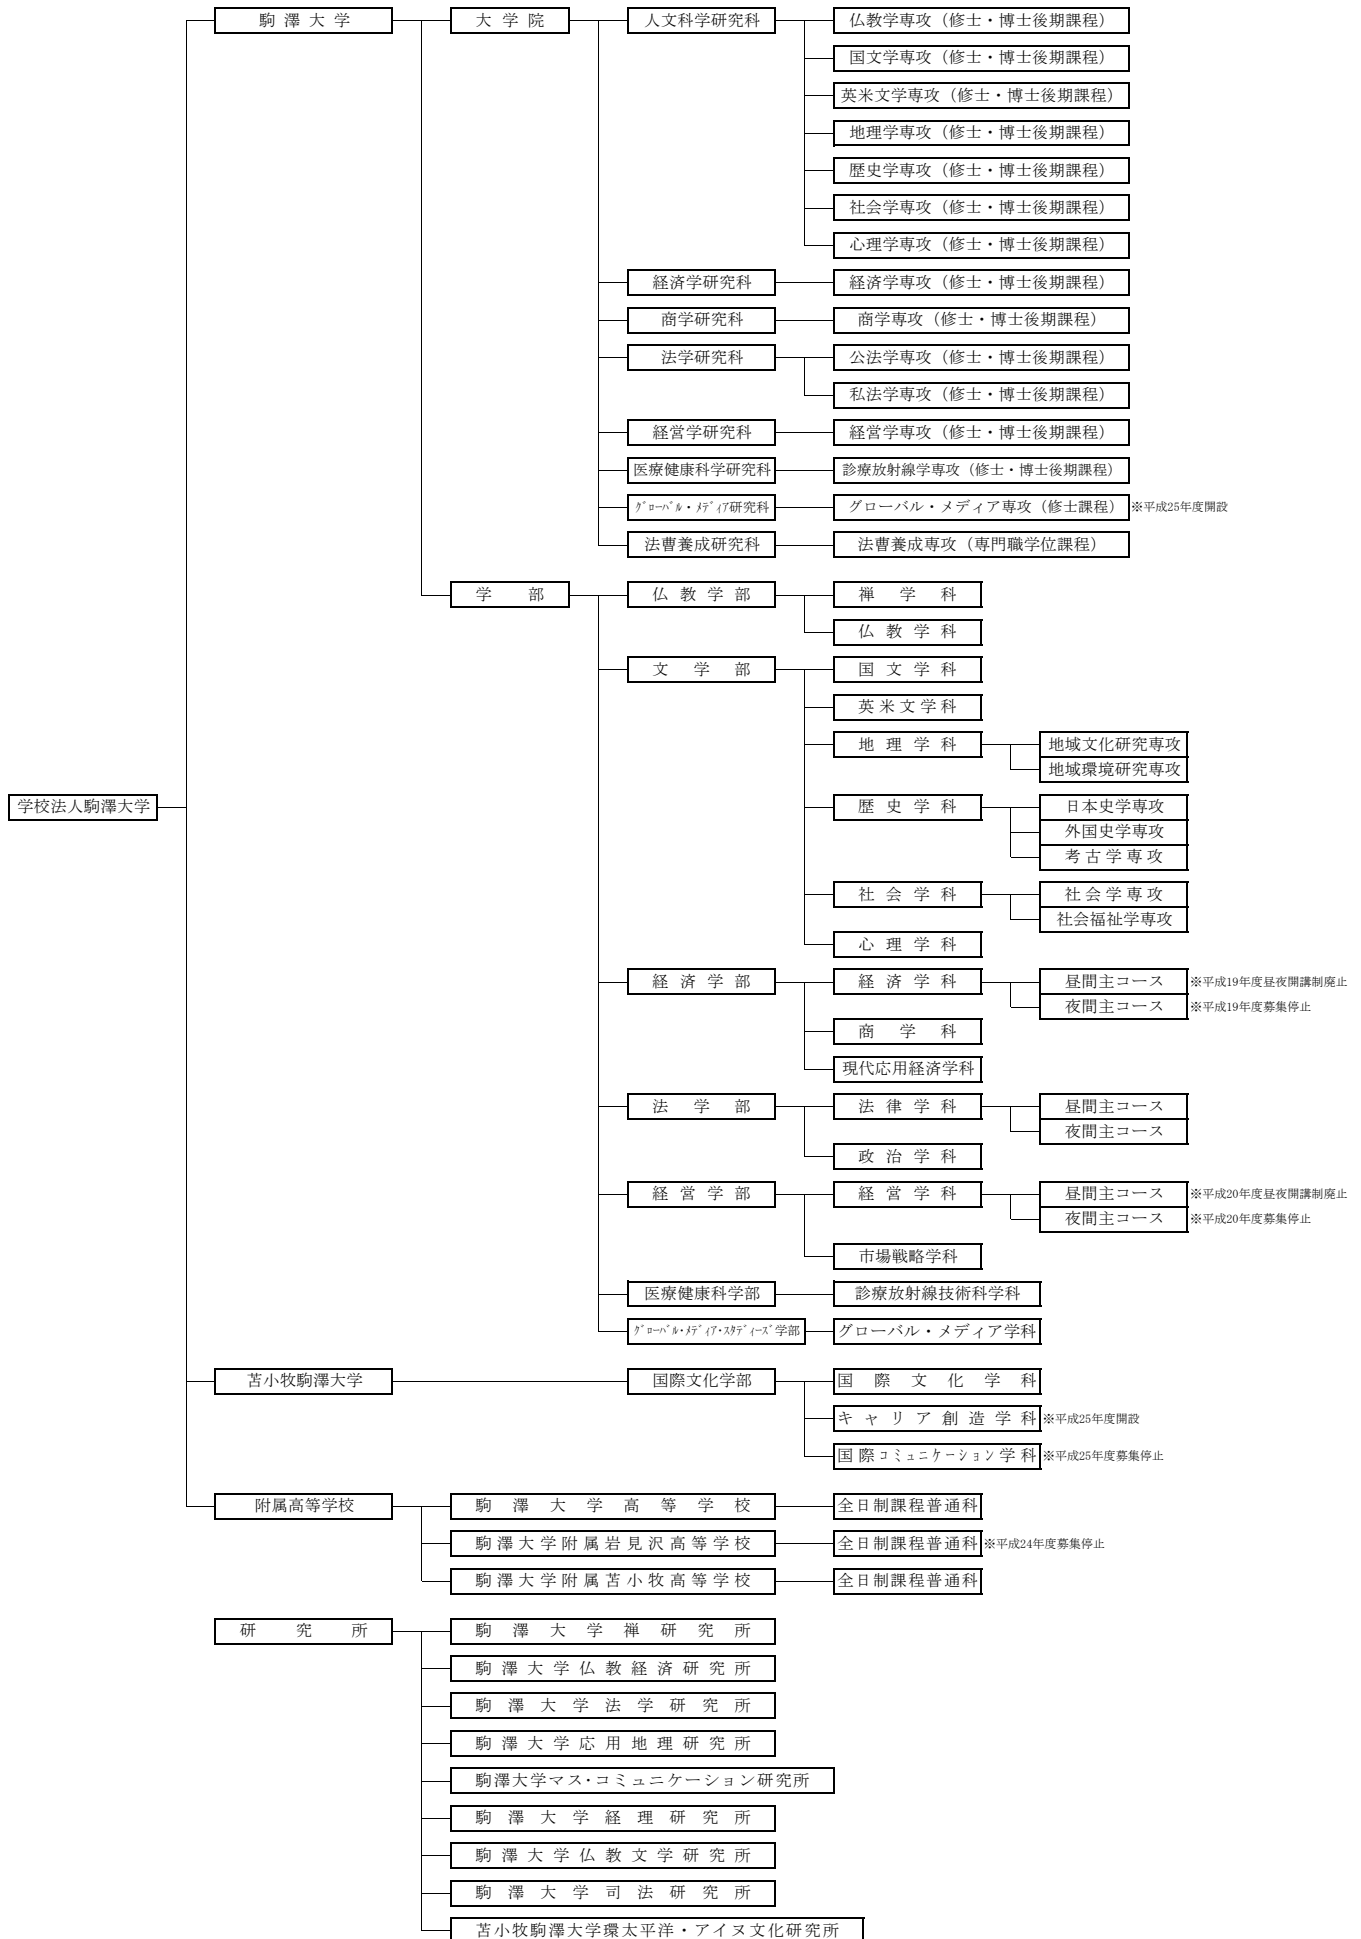 駒澤大学 大学院 人文科学研究科 仏教学専攻（修士・博士後期課程）
国文学専攻（修士・博士後期課程）
英米文学専攻（修士・博士後期課程）
地理学専攻（修士・博士後期課程）
歴史学専攻（修士・博士後期課程）
社会学専攻（修士・博士後期課程）
心理学専攻（修士・博士後期課程）
経済学研究科 経済学専攻（修士・博士後期課程）
商学研究科 商学専攻（修士・博士後期課程）
法学研究科 公法学専攻（修士・博士後期課程）
私法学専攻（修士・博士後期課程）
経営学研究科 経営学専攻（修士・博士後期課程）
医療健康科学研究科 診療放射線学専攻（修士・博士後期課程）
ｸﾞﾛｰﾊﾞﾙ・ﾒﾃﾞｨｱ研究科 グローバル・メディア専攻（修士課程） ※平成25年度開設
法曹養成研究科 法曹養成専攻（専門職学位課程）
学部 仏教学部 禅学科
仏教学科
文学部 国文学科
英米文学科
地理学科 地域文化研究専攻
地域環境研究専攻
学校法人駒澤大学 歴史学科 日本史学専攻
外国史学専攻
考古学専攻
社会学科 社会学専攻
社会福祉学専攻
心理学科
経済学部 経済学科 昼間主コース ※平成19年度昼夜開講制廃止
夜間主コース ※平成19年度募集停止
商学科
現代応用経済学科
法学部 法律学科 昼間主コース
夜間主コース
政治学科
経営学部 経営学科 昼間主コース ※平成20年度昼夜開講制廃止
夜間主コース ※平成20年度募集停止
市場戦略学科
医療健康科学部 診療放射線技術科学科
ｸﾞﾛｰﾊﾞﾙ・ﾒﾃﾞｨｱ・ｽﾀﾃﾞｨｰｽﾞ学部 グローバル・メディア学科
苫小牧駒澤大学 国際文化学部 国際文化学科
キャリア創造学科 ※平成25年度開設
国際コミュニケーション学科 ※平成25年度募集停止
附属高等学校 駒澤大学高等学校 全日制課程普通科
駒澤大学附属岩見沢高等学校 全日制課程普通科 ※平成24年度募集停止
駒澤大学附属苫小牧高等学校 全日制課程普通科
研究所 駒澤大学禅研究所
駒澤大学仏教経済研究所
駒澤大学法学研究所
駒澤大学応用地理研究所
駒澤大学マス・コミュニケーション研究所
駒澤大学経理研究所
駒澤大学仏教文学研究所
駒澤大学司法研究所
苫小牧駒澤大学環太平洋・アイヌ文化研究所